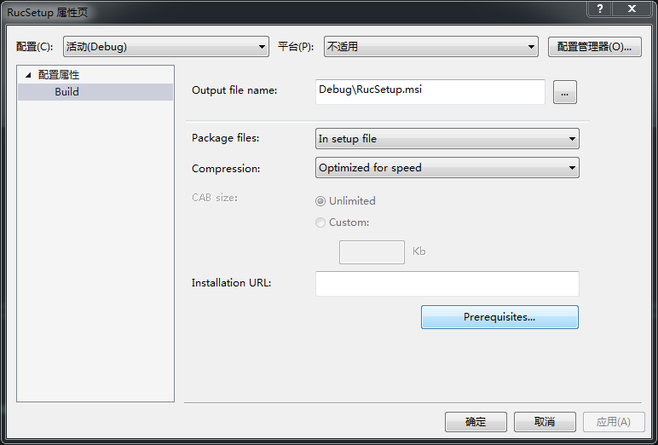 RucSetup 属性页
配置(C): 活动(Debug) 平台(P): 不适用 配置管理器(O)...
配置属性
Build
Output file name: Debug\RucSetup.msi ...
Package files: In setup file
Compression: Optimized for speed
CAB size: Unlimited
Custom:
Kb
Installation URL:
Prerequisites...
确定 取消 应用(A)